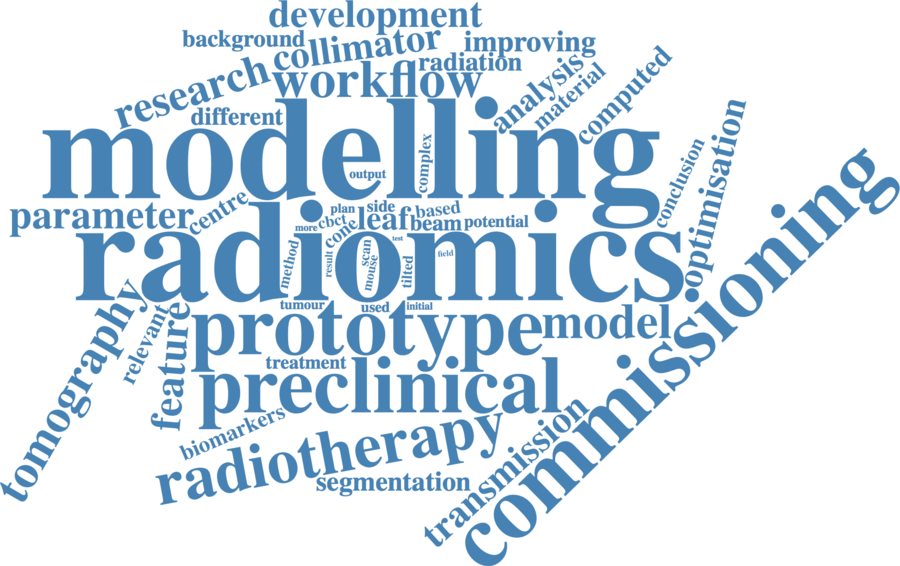 development
background
collimator
improving
research
workflow
radiation
analysis
material
computed
different
modelling
output
complex
parameter
centre
plan
side
more
cbct
cone
leaf
based
beam
potential
conclusion
optimisation
radiomics
method
result
scan
mouse
test
tilted
field
commissioning
tomography
relevant
feature
tumour
used
initial
prototype
model
treatment
preclinical
biomarkers
radiotherapy
segmentation
transmission